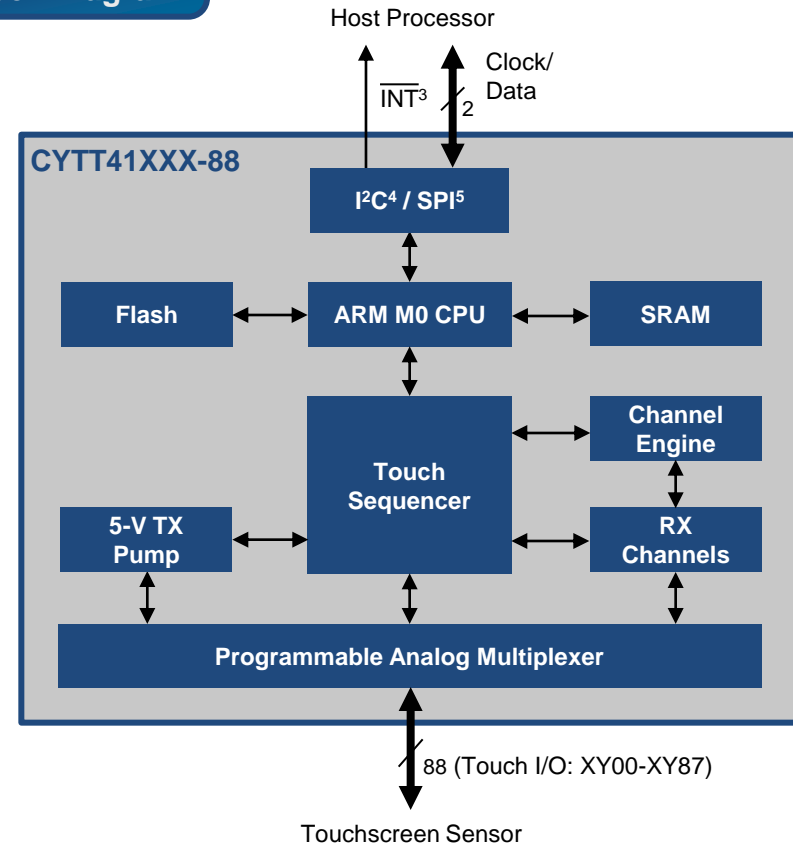 Host Processor
Clock/
Data
INT³
2
CYTT41XXX-88
I²C⁴ / SPI⁵
Flash
ARM M0 CPU
SRAM
Channel
Engine
Touch
Sequencer
5-V TX
Pump
RX
Channels
Programmable Analog Multiplexer
88 (Touch I/O: XY00-XY87)
Touchscreen Sensor